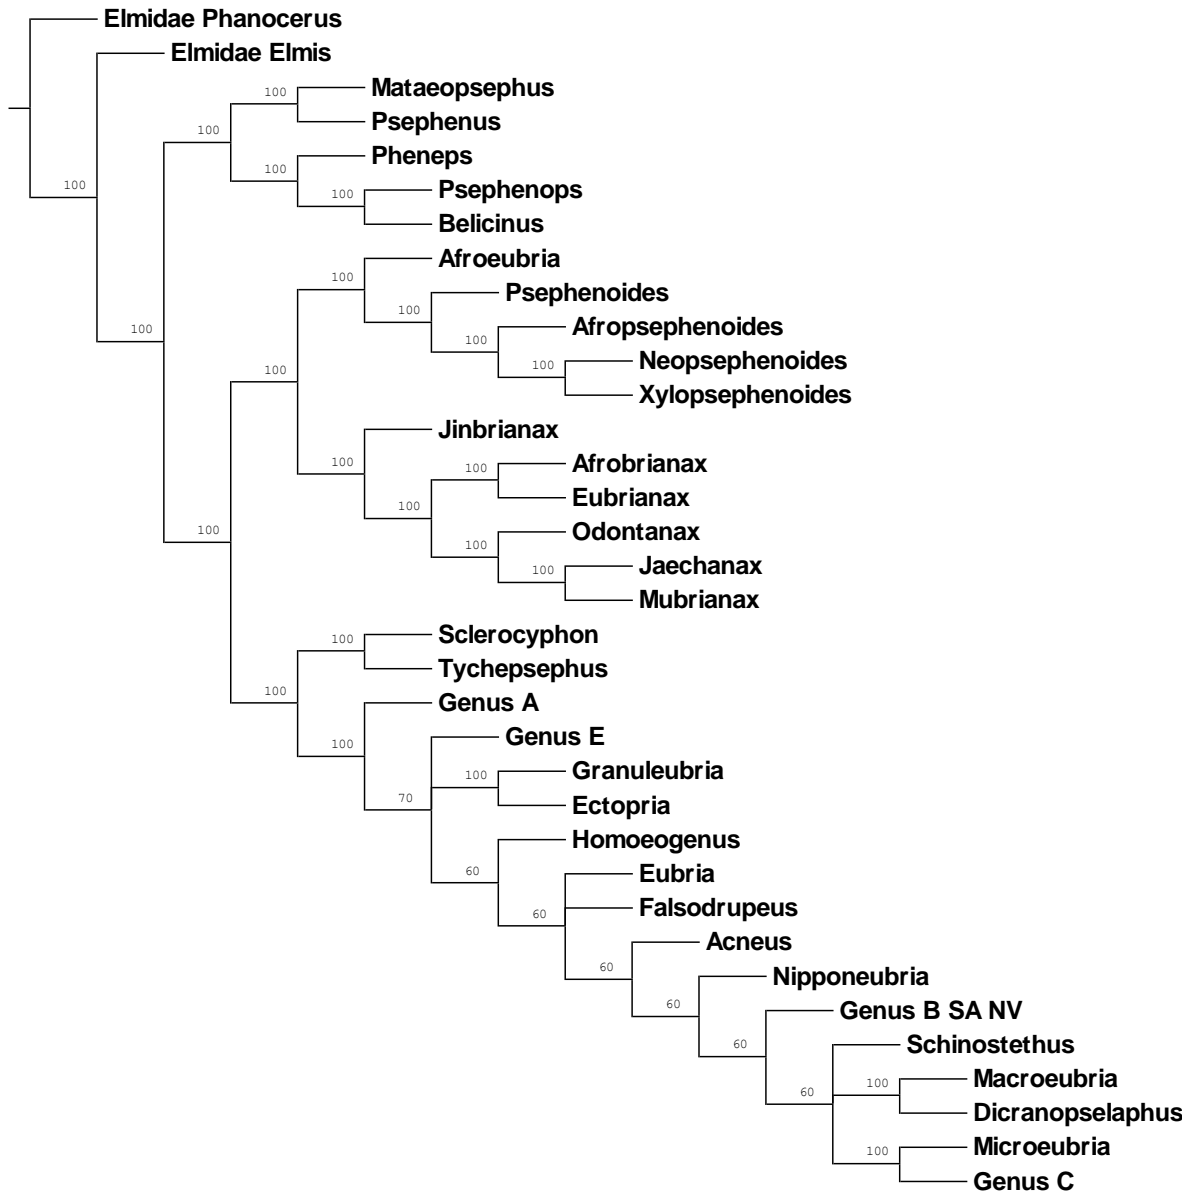 Elmidae Phanocerus
Elmidae Elmis
100 Mataeopsephus
100 Psephenus
100 Pheneps
100 100 Psephenops
Belicinus
Afroeubria
100 Psephenoides
100 Afropsephenoides
100 100 Neopsephenoides
100 100 Xylopsephenoides
Jinbrianax
100 100 Afrobrianax
100 Eubrianax
100 Odontanax
100 100 Jaechanax
Mubrianax
100 Sclerocyphon
Tychepsephus
100 Genus A
100 Genus E
100 Granuleubria
70 Ectopria
Homoeogenus
60 Eubria
60 Falsodrupeus
Acneus
60 Nipponeubria
60 Genus B SA NV
60 Schinostethus
60 100 Macroeubria
Dicranopselaphus
100 Microeubria
Genus C